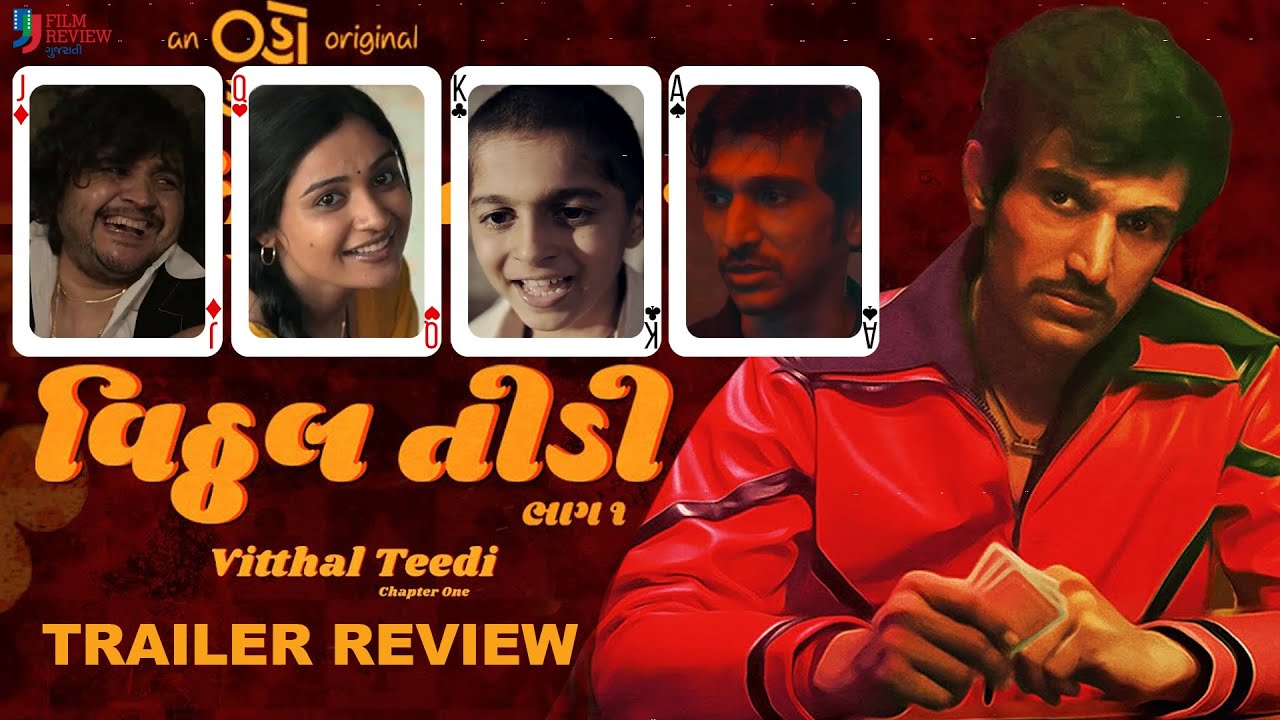 FILM
REVIEW
ગુજરાતી
an ઓહો original
J Q K A
J Q K A
વિઠ્ઠલ તીડી
ભાગ ૧
Vitthal Teedi
Chapter One
TRAILER REVIEW